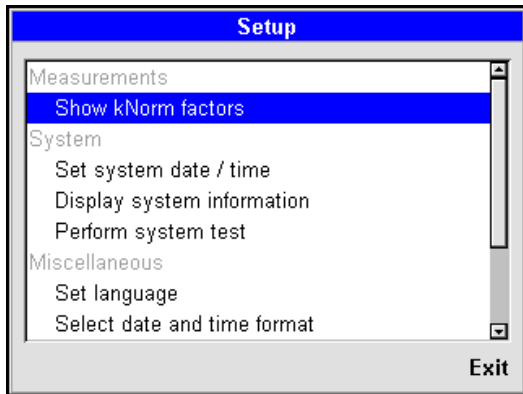 Setup
Measurements
Show kNorm factors
System
Set system date / time
Display system information
Perform system test
Miscellaneous
Set language
Select date and time format
Exit